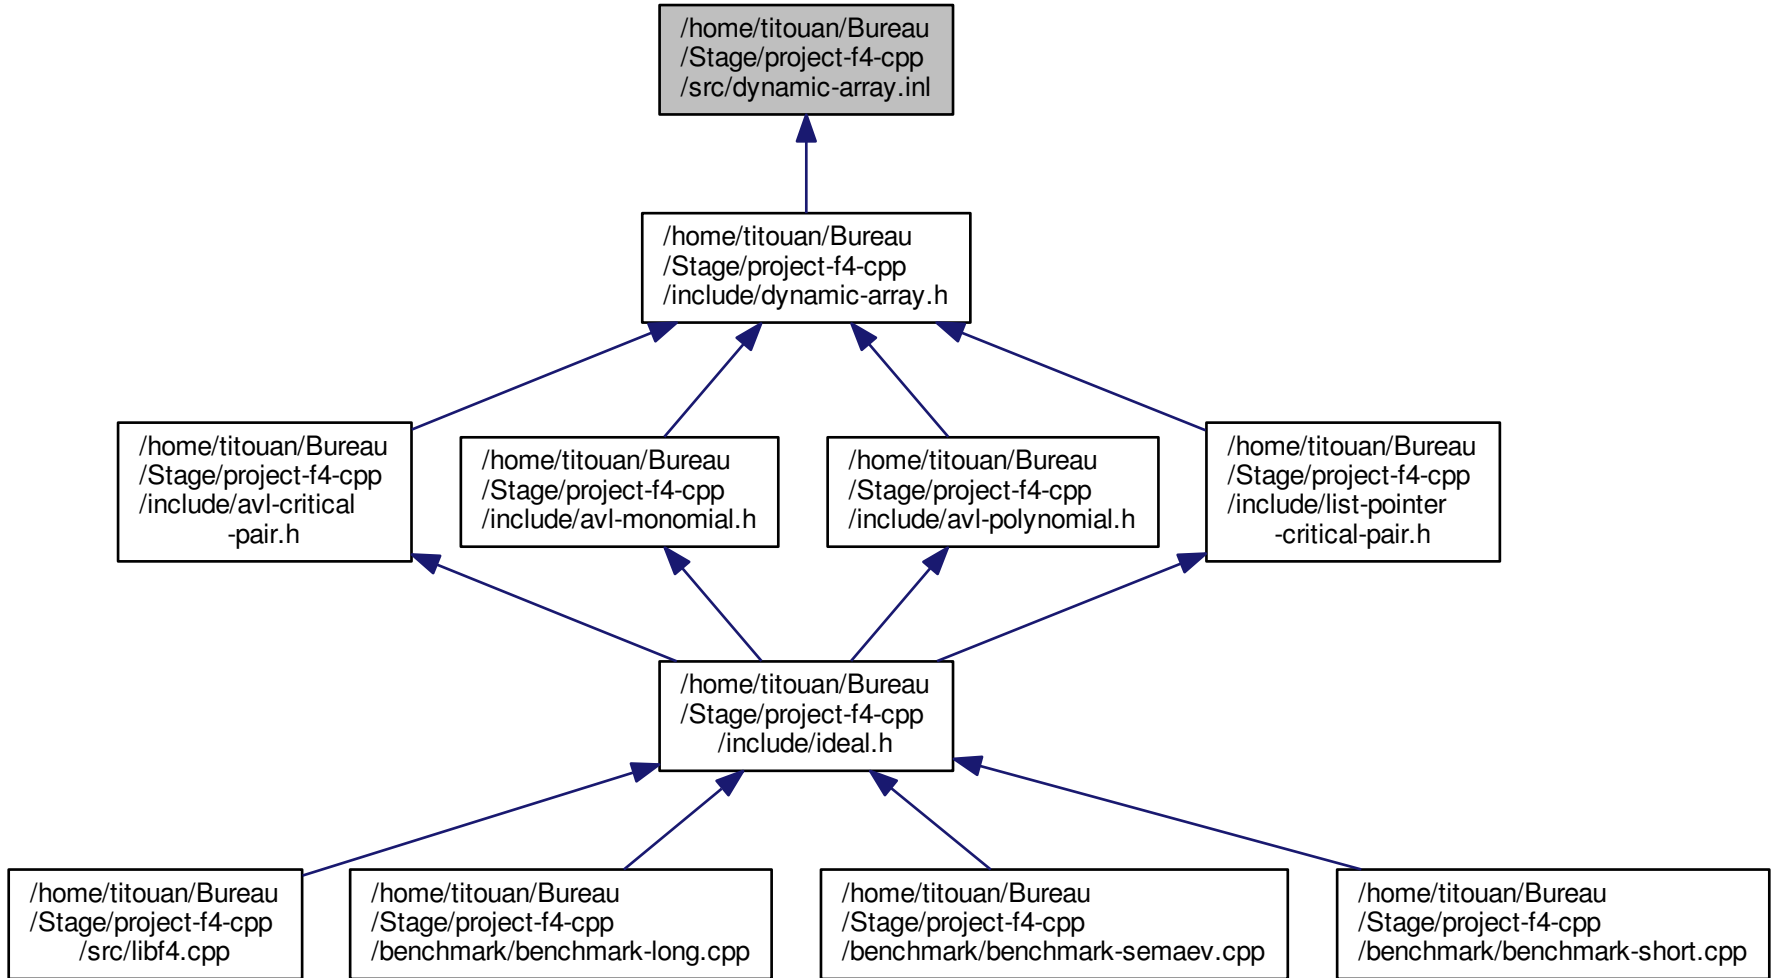 /home/titouan/Bureau
/Stage/project-f4-cpp
/src/dynamic-array.inl
/home/titouan/Bureau
/Stage/project-f4-cpp
/include/dynamic-array.h
/home/titouan/Bureau
/Stage/project-f4-cpp
/include/avl-critical
-pair.h
/home/titouan/Bureau
/Stage/project-f4-cpp
/include/avl-monomial.h
/home/titouan/Bureau
/Stage/project-f4-cpp
/include/avl-polynomial.h
/home/titouan/Bureau
/Stage/project-f4-cpp
/include/list-pointer
-critical-pair.h
/home/titouan/Bureau
/Stage/project-f4-cpp
/include/ideal.h
/home/titouan/Bureau
/Stage/project-f4-cpp
/src/libf4.cpp
/home/titouan/Bureau
/Stage/project-f4-cpp
/benchmark/benchmark-long.cpp
/home/titouan/Bureau
/Stage/project-f4-cpp
/benchmark/benchmark-semaev.cpp
/home/titouan/Bureau
/Stage/project-f4-cpp
/benchmark/benchmark-short.cpp